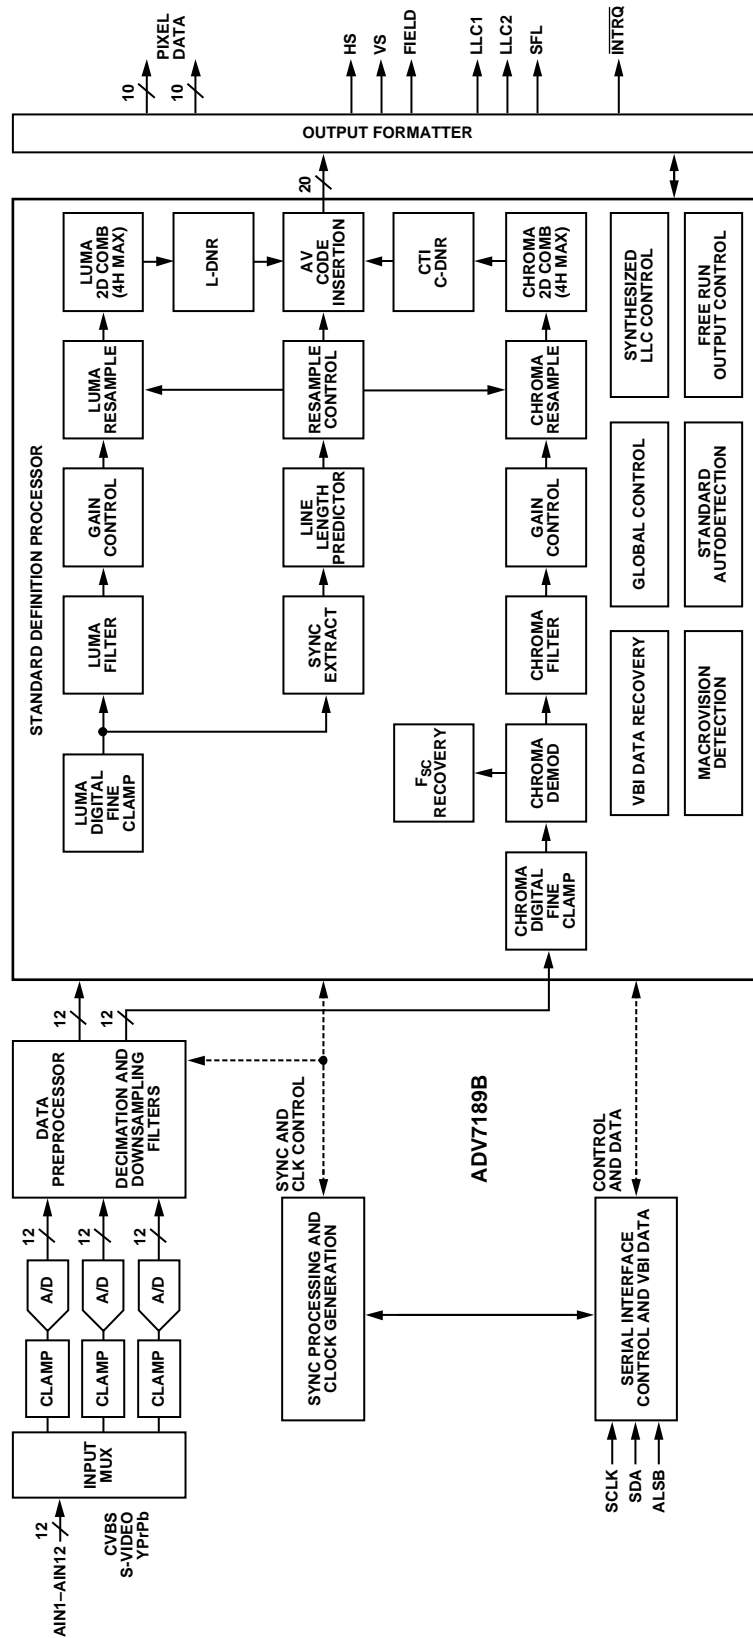 AIN1–AIN12
12
CVBS
S-VIDEO
YPrPb
INPUT
MUX
CLAMP
A/D
12
CLAMP
A/D
12
CLAMP
A/D
12
DATA
PREPROCESSOR
DECIMATION AND
DOWNSAMPLING
FILTERS
12
12
SYNC PROCESSING AND
CLOCK GENERATION
SYNC AND
CLK CONTROL
ADV7189B
SCLK
SDA
ALSB
SERIAL INTERFACE
CONTROL AND VBI DATA
CONTROL
AND DATA
STANDARD DEFINITION PROCESSOR
LUMA
DIGITAL
FINE
CLAMP
LUMA
FILTER
GAIN
CONTROL
LUMA
RESAMPLE
LUMA
2D COMB
(4H MAX)
L-DNR
SYNC
EXTRACT
LINE
LENGTH
PREDICTOR
RESAMPLE
CONTROL
AV
CODE
INSERTION
20
FSC
RECOVERY
CTI
C-DNR
CHROMA
DIGITAL
FINE
CLAMP
CHROMA
DEMOD
CHROMA
FILTER
GAIN
CONTROL
CHROMA
RESAMPLE
CHROMA
2D COMB
(4H MAX)
VBI DATA RECOVERY
GLOBAL CONTROL
SYNTHESIZED
LLC CONTROL
MACROVISION
DETECTION
STANDARD
AUTODETECTION
FREE RUN
OUTPUT CONTROL
OUTPUT FORMATTER
10
10
PIXEL
DATA
HS
VS
FIELD
LLC1
LLC2
SFL
INTRQ